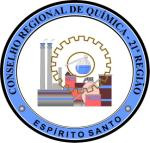 CONSELHO REGIONAL DE QUÍMICA - 21ª REGIÃO
ESPÍRITO SANTO